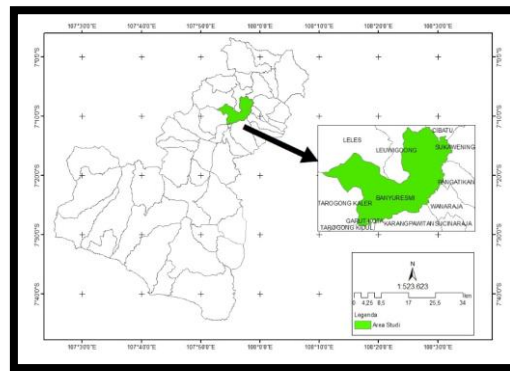 107°30'0"E 107°40'0"E 107°50'0"E 108°0'0"E 108°10'0"E 108°20'0"E 108°30'0"E
7°0'0"S
7°10'0"S
7°20'0"S
7°30'0"S
7°40'0"S
CIBATU
LELES
LEUWIGOONG
SUKAWENING
PANGATIKAN
BANYURESMI
TAROGONG KALER
WANARAJA
GARUT KOTA
KARANGPAWITAN
SUCINARAJA
TAROGONG KIDUL
N
1:523.623
0 4,25 8,5 17 25,5 34
Km
Legenda
Area Studi